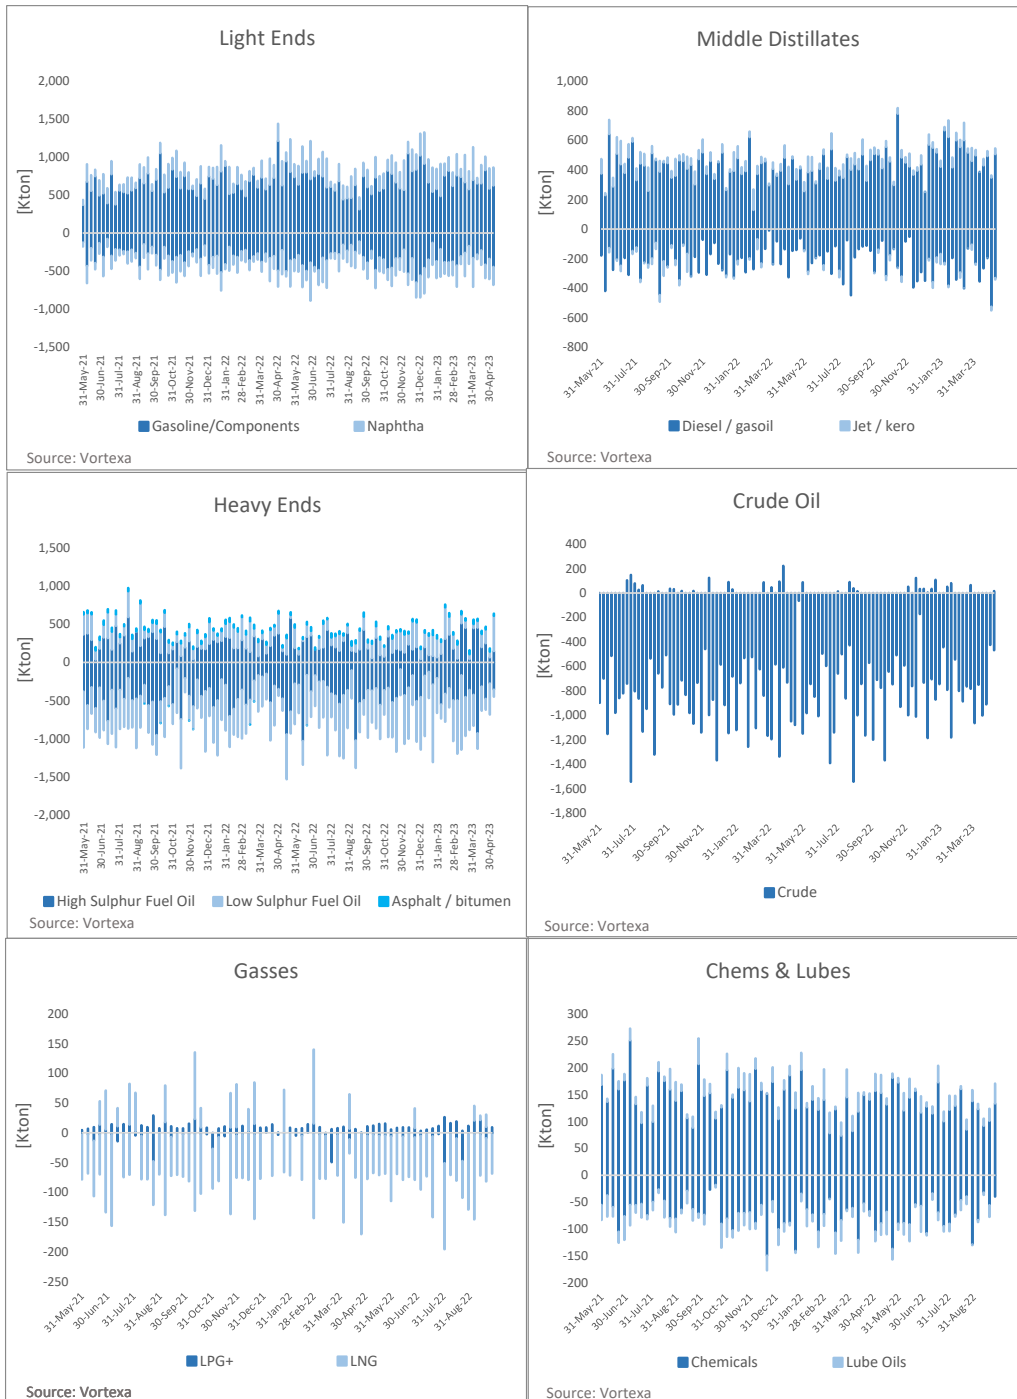 Light Ends
[Kton]
2,000
1,500
1,000
500
0
-500
-1,000
-1,500
31-May-21
30-Jun-21
31-Jul-21
31-Aug-21
30-Sep-21
31-Oct-21
30-Nov-21
31-Dec-21
31-Jan-22
28-Feb-22
31-Mar-22
30-Apr-22
31-May-22
30-Jun-22
31-Jul-22
31-Aug-22
30-Sep-22
31-Oct-22
30-Nov-22
31-Dec-22
31-Jan-23
28-Feb-23
31-Mar-23
30-Apr-23
Gasoline/Components Naphtha
Source: Vortexa
Middle Distillates
[Kton]
1,000
800
600
400
200
0
-200
-400
-600
-800
31-May-21
31-Jul-21
30-Sep-21
30-Nov-21
31-Jan-22
31-Mar-22
31-May-22
31-Jul-22
30-Sep-22
30-Nov-22
31-Jan-23
31-Mar-23
Diesel / gasoil Jet / kero
Source: Vortexa
Heavy Ends
[Kton]
1,500
1,000
500
0
-500
-1,000
-1,500
-2,000
31-May-21
30-Jun-21
31-Jul-21
31-Aug-21
30-Sep-21
31-Oct-21
30-Nov-21
31-Dec-21
31-Jan-22
28-Feb-22
31-Mar-22
30-Apr-22
31-May-22
30-Jun-22
31-Jul-22
31-Aug-22
30-Sep-22
31-Oct-22
30-Nov-22
31-Dec-22
31-Jan-23
28-Feb-23
31-Mar-23
30-Apr-23
High Sulphur Fuel Oil Low Sulphur Fuel Oil Asphalt / bitumen
Source: Vortexa
Crude Oil
[Kton]
400
200
0
-200
-400
-600
-800
-1,000
-1,200
-1,400
-1,600
-1,800
31-May-21
31-Jul-21
30-Sep-21
30-Nov-21
31-Jan-22
31-Mar-22
31-May-22
31-Jul-22
30-Sep-22
30-Nov-22
31-Jan-23
31-Mar-23
Crude
Source: Vortexa
Gasses
[Kton]
200
150
100
50
0
-50
-100
-150
-200
-250
31-May-21
30-Jun-21
31-Jul-21
31-Aug-21
30-Sep-21
31-Oct-21
30-Nov-21
31-Dec-21
31-Jan-22
28-Feb-22
31-Mar-22
30-Apr-22
31-May-22
30-Jun-22
31-Jul-22
31-Aug-22
LPG+ LNG
Source: Vortexa
Chems & Lubes
[Kton]
300
250
200
150
100
50
0
-50
-100
-150
-200
31-May-21
30-Jun-21
31-Jul-21
31-Aug-21
30-Sep-21
31-Oct-21
30-Nov-21
31-Dec-21
31-Jan-22
28-Feb-22
31-Mar-22
30-Apr-22
31-May-22
30-Jun-22
31-Jul-22
31-Aug-22
Chemicals Lube Oils
Source: Vortexa